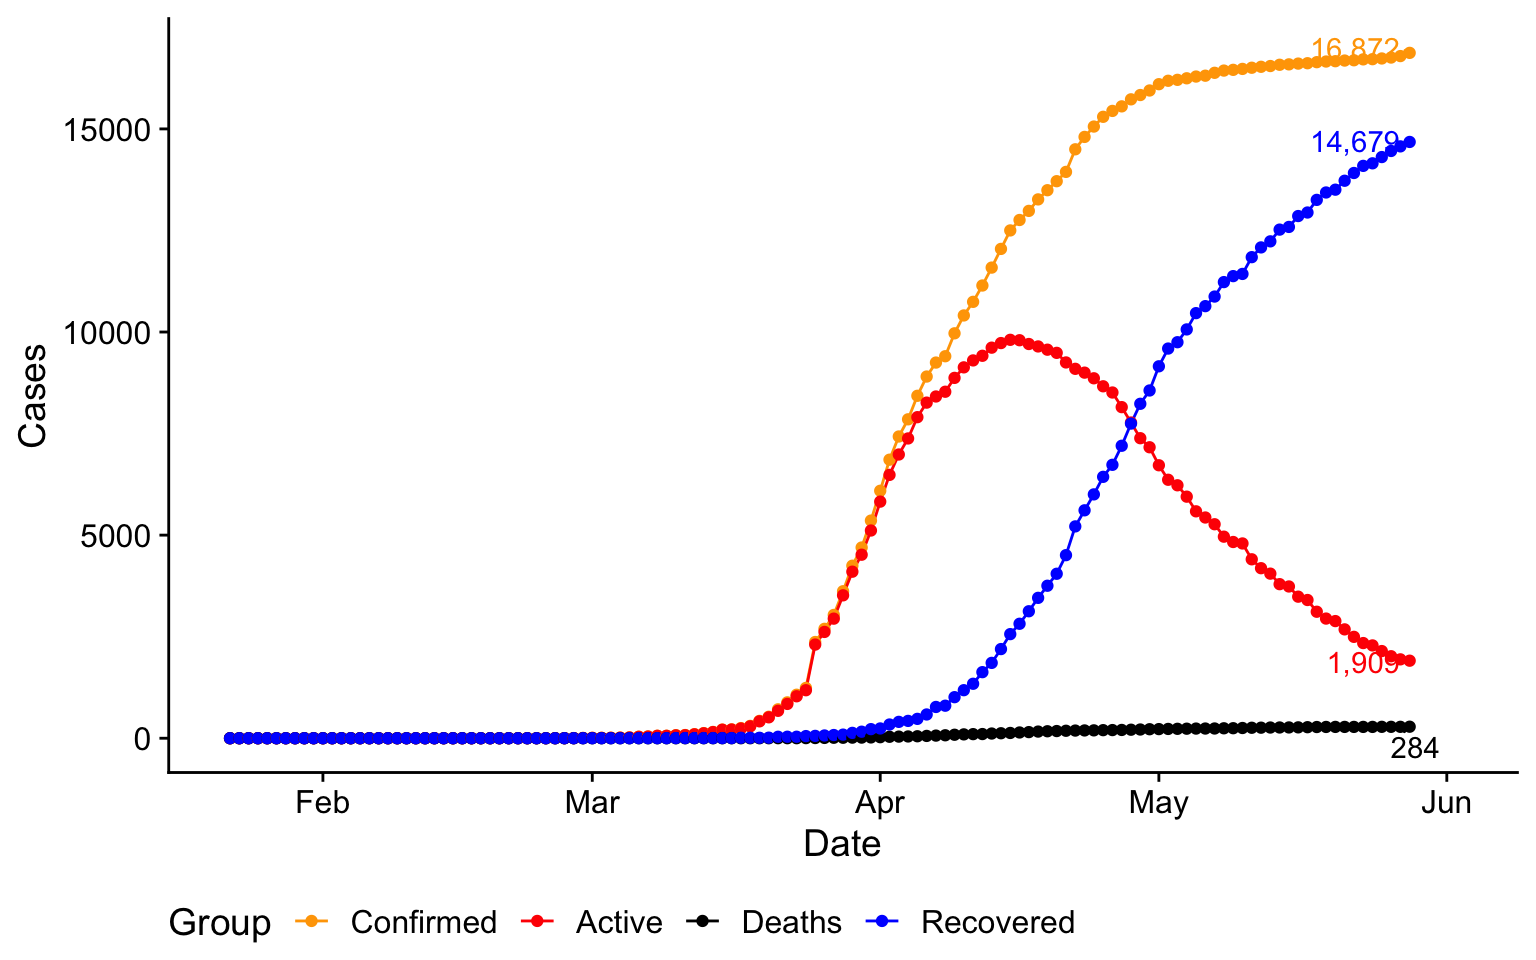 16,872
15000
14,679
10000
Cases
5000
1,909
0
284
Feb Mar Apr May Jun
Date
Group Confirmed Active Deaths Recovered